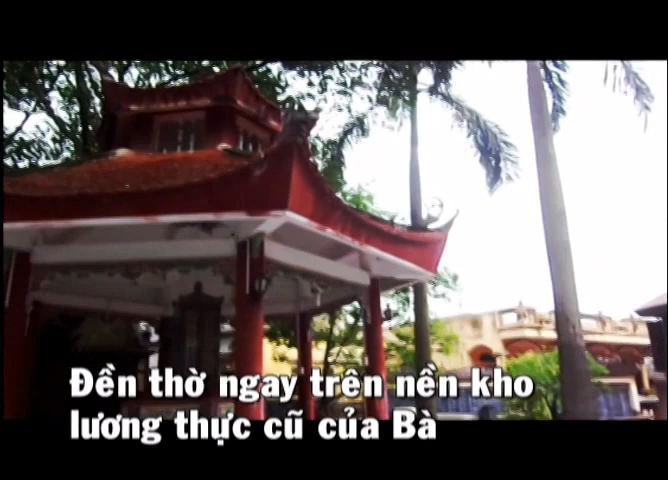 Đền thờ ngay trên nền kho
lương thực cũ của Bà